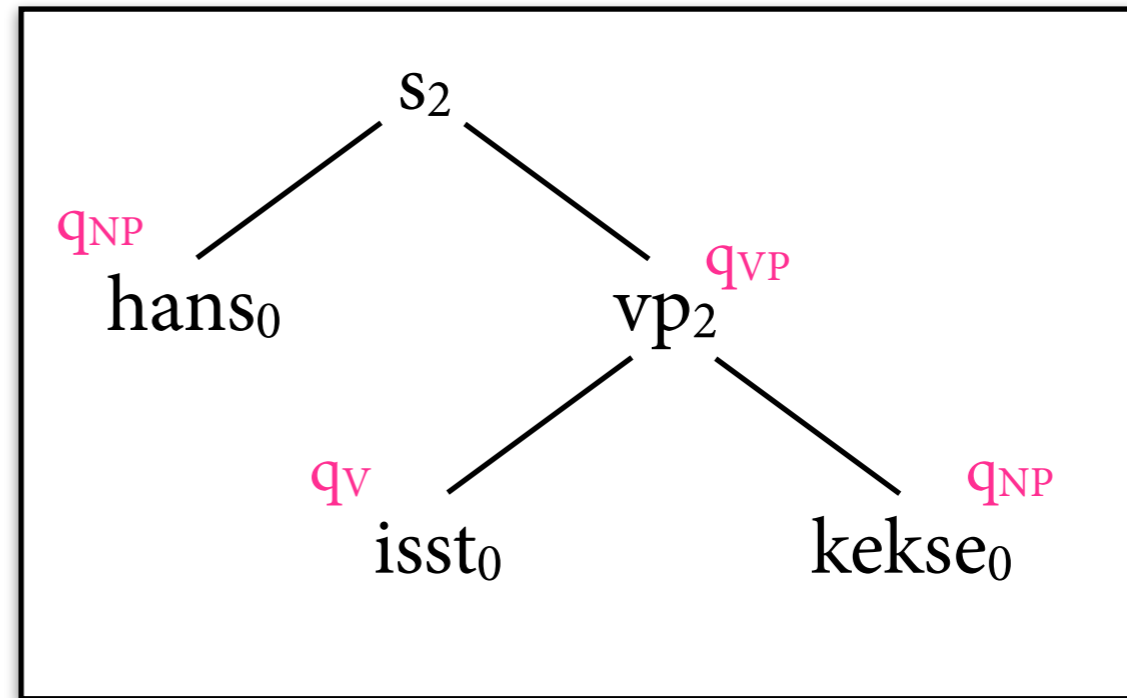 s₂
qNP
qVP
hans₀ vp₂
qV qNP
isst₀ kekse₀